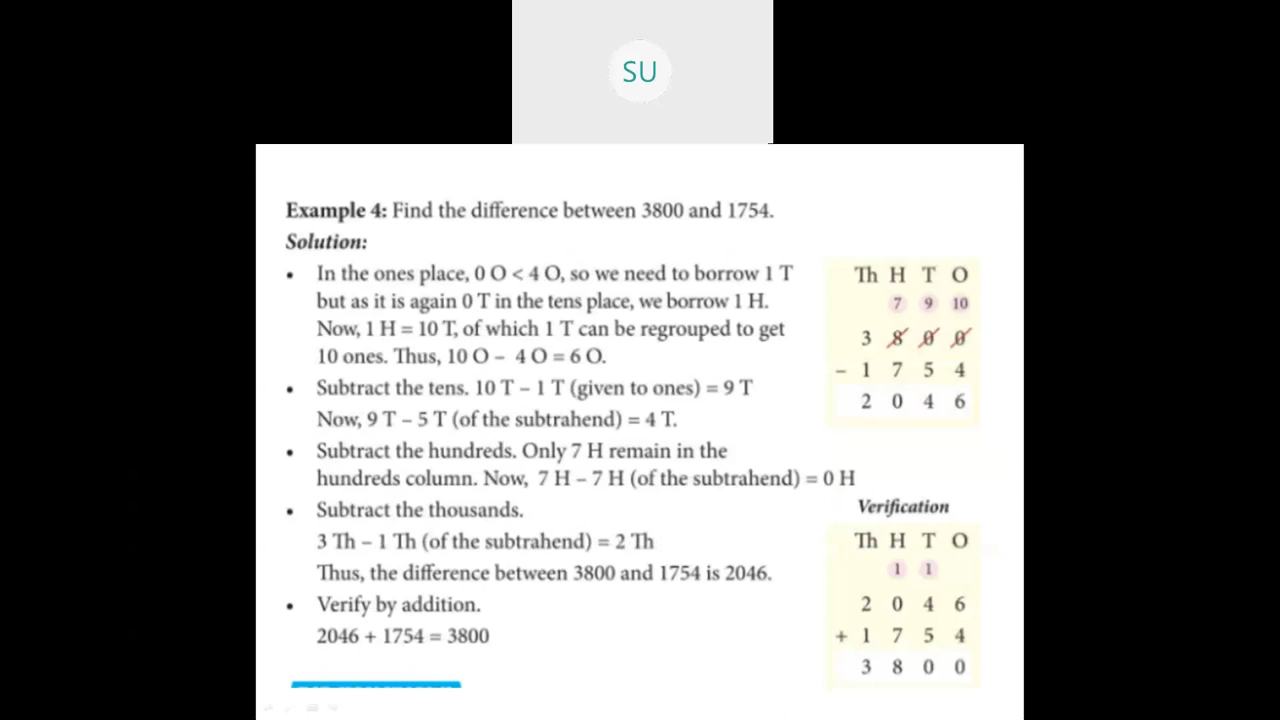 SU
Example 4: Find the difference between 3800 and 1754.
Solution:
• In the ones place, 0 O < 4 O, so we need to borrow 1 T
but as it is again 0 T in the tens place, we borrow 1 H.
Now, 1 H = 10 T, of which 1 T can be regrouped to get
10 ones. Thus, 10 O – 4 O = 6 O.
• Subtract the tens. 10 T – 1 T (given to ones) = 9 T
Now, 9 T – 5 T (of the subtrahend) = 4 T.
• Subtract the hundreds. Only 7 H remain in the
hundreds column. Now, 7 H – 7 H (of the subtrahend) = 0 H
• Subtract the thousands.
3 Th – 1 Th (of the subtrahend) = 2 Th
Thus, the difference between 3800 and 1754 is 2046.
• Verify by addition.
2046 + 1754 = 3800
Th H T O
7 9 10
3 8 0 0
– 1 7 5 4
2 0 4 6
Verification
Th H T O
1 1
2 0 4 6
+ 1 7 5 4
3 8 0 0